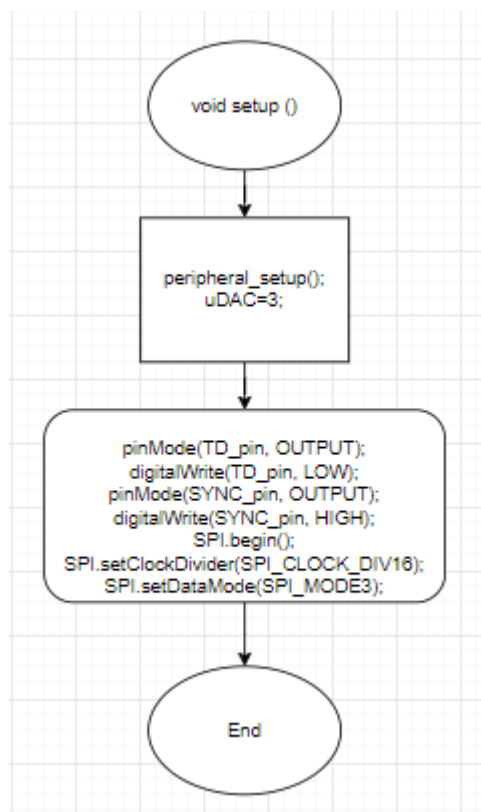 void setup ()
peripheral_setup();
uDAC=3;
pinMode(TD_pin, OUTPUT);
digitalWrite(TD_pin, LOW);
pinMode(SYNC_pin, OUTPUT);
digitalWrite(SYNC_pin, HIGH);
SPI.begin();
SPI.setClockDivider(SPI_CLOCK_DIV16);
SPI.setDataMode(SPI_MODE3);
End